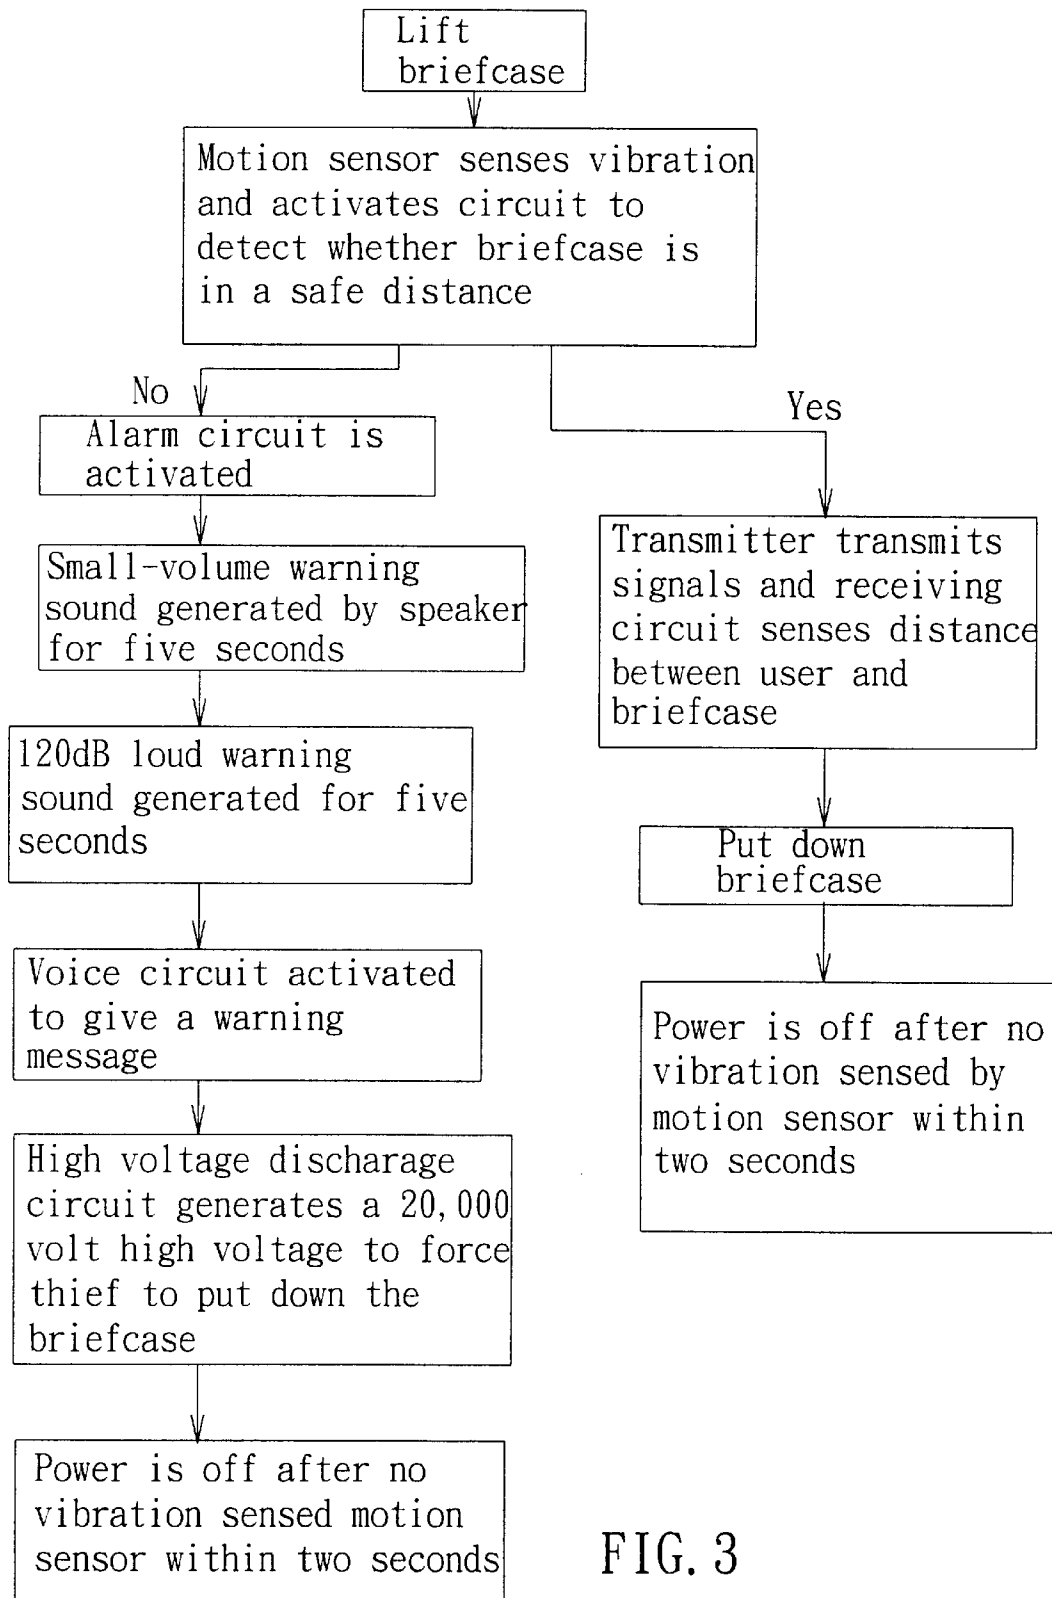 Lift
briefcase
Motion sensor senses vibration
and activates circuit to
detect whether briefcase is
in a safe distance
No
Alarm circuit is
activated
Small-volume warning
sound generated by speaker
for five seconds
120dB loud warning
sound generated for five
seconds
Voice circuit activated
to give a warning
message
High voltage discharage
circuit generates a 20,000
volt high voltage to force
thief to put down the
briefcase
Power is off after no
vibration sensed motion
sensor within two seconds
Yes
Transmitter transmits
signals and receiving
circuit senses distance
between user and
briefcase
Put down
briefcase
Power is off after no
vibration sensed by
motion sensor within
two seconds
FIG. 3